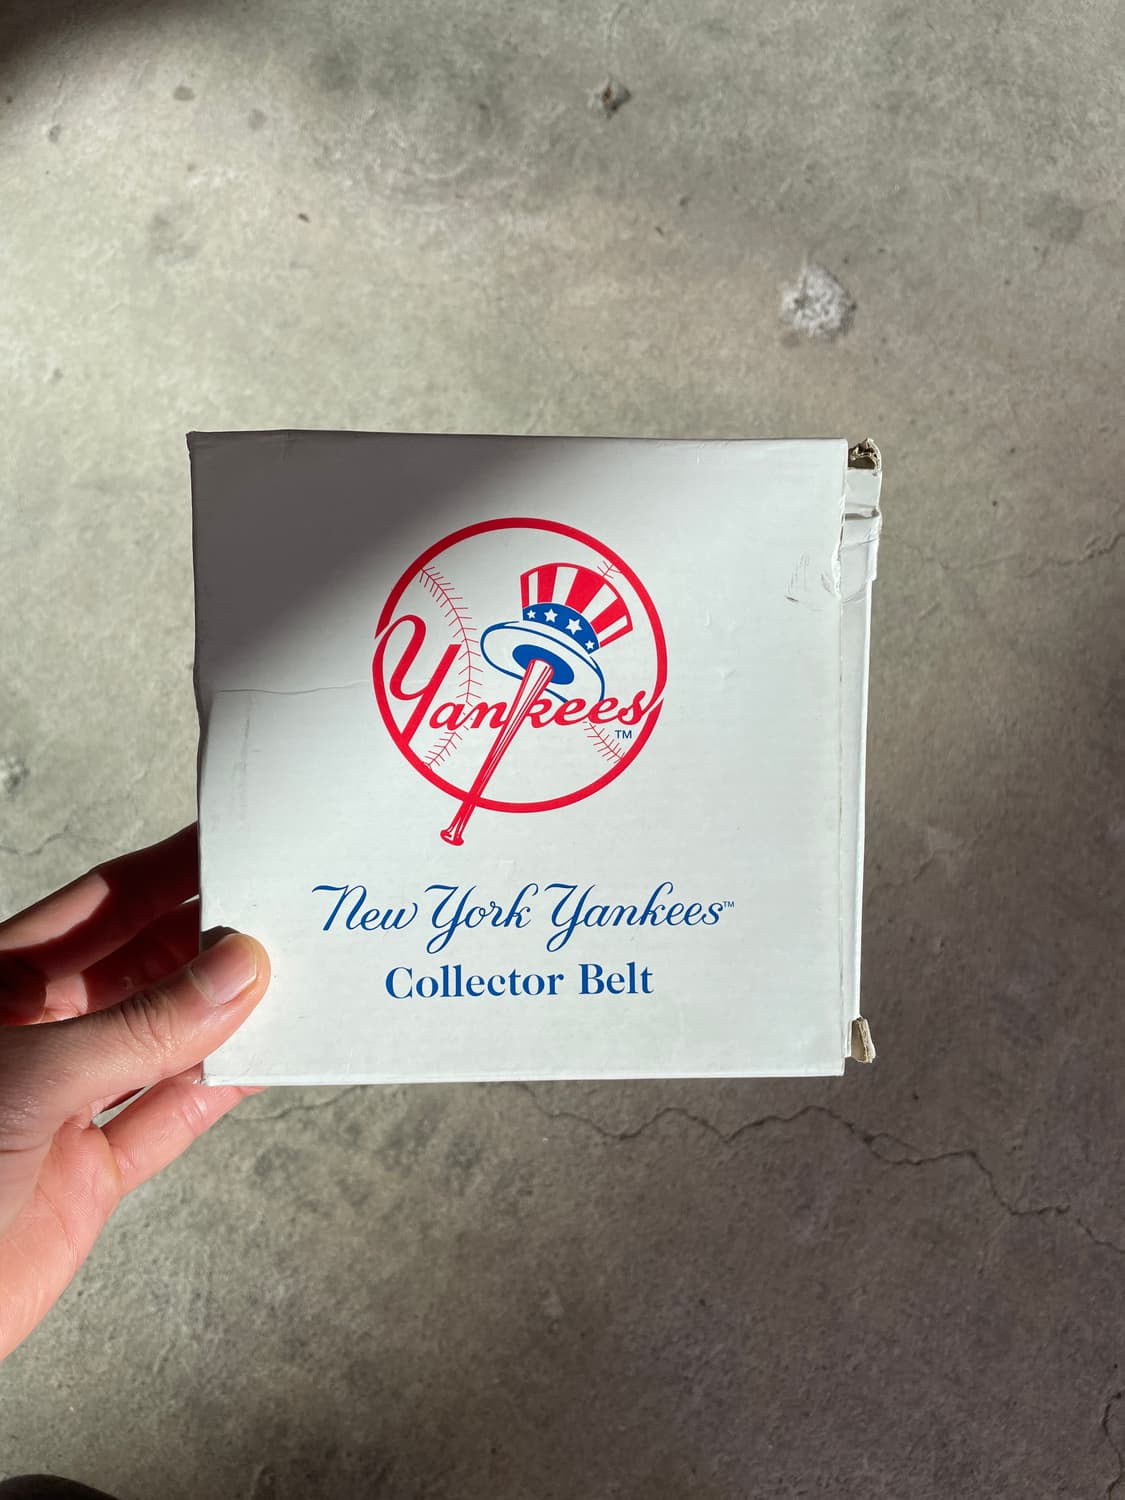 Yankees
TM
New York Yankees™
Collector Belt